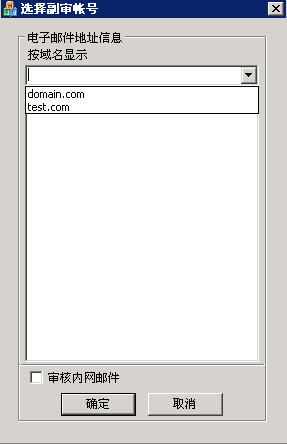 选择副审帐号
电子邮件地址信息
按域名显示
domain.com
test.com
审核内网邮件
确定
取消